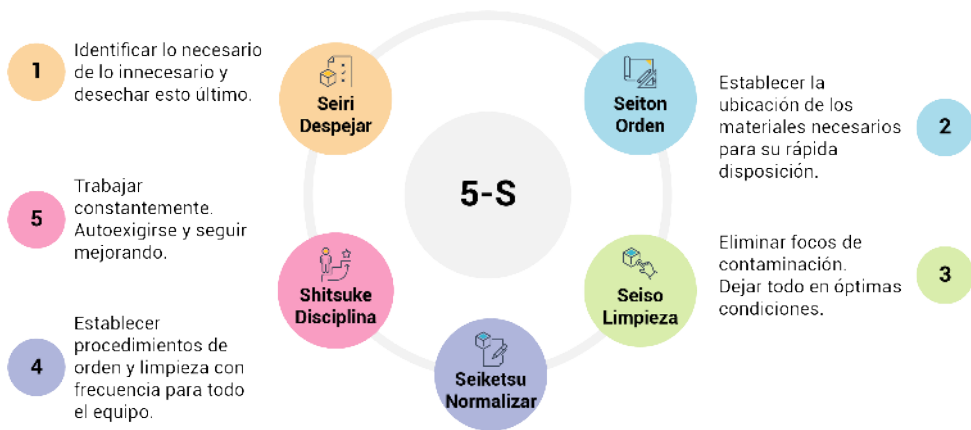 1
Identificar lo necesario
de lo innecesario y
desechar esto último.
Seiri
Despejar
Seiton
Orden
Establecer la
ubicación de los
materiales necesarios
para su rápida
disposición.
2
5-S
5
Trabajar
constantemente.
Autoexigirse y seguir
mejorando.
Shitsuke
Disciplina
Seiso
Limpieza
Eliminar focos de
contaminación.
Dejar todo en óptimas
condiciones.
3
4
Establecer
procedimientos de
orden y limpieza con
frecuencia para todo
el equipo.
Seiketsu
Normalizar